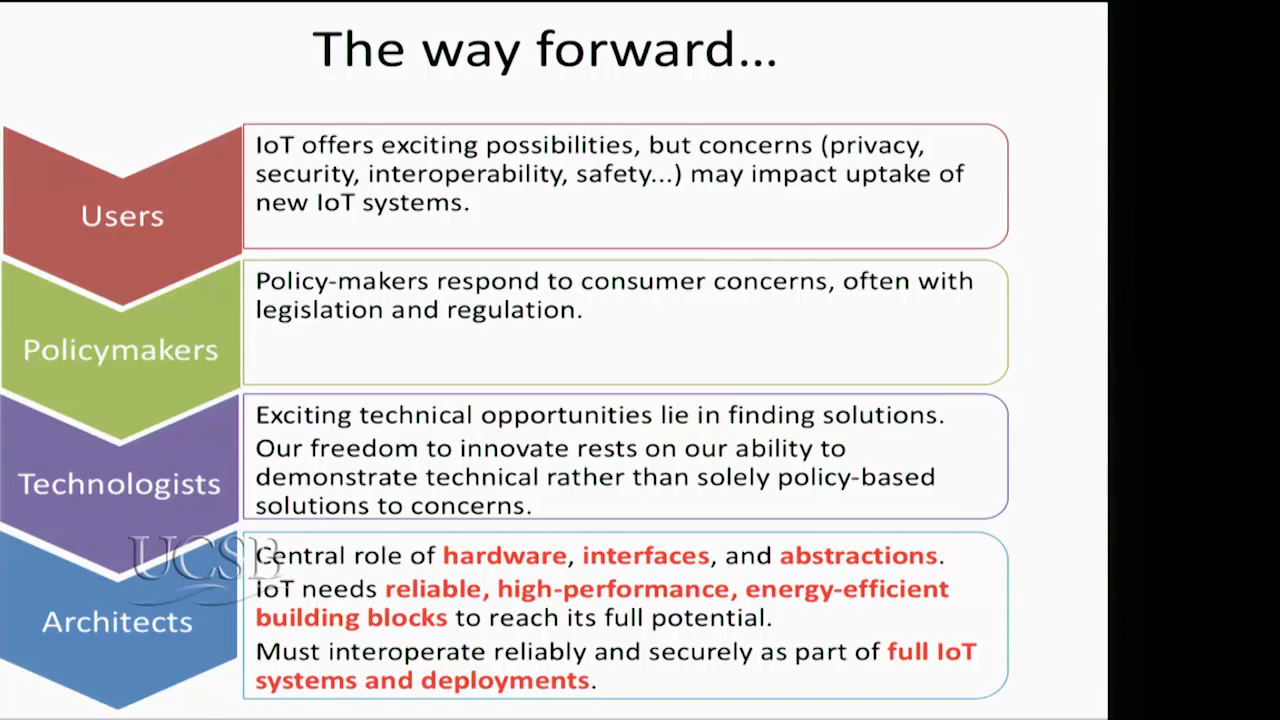 The way forward...
Users
IoT offers exciting possibilities, but concerns (privacy,
security, interoperability, safety...) may impact uptake of
new IoT systems.
Policymakers
Policy-makers respond to consumer concerns, often with
legislation and regulation.
Technologists
Exciting technical opportunities lie in finding solutions.
Our freedom to innovate rests on our ability to
demonstrate technical rather than solely policy-based
solutions to concerns.
UCSB
Architects
Central role of hardware, interfaces, and abstractions.
IoT needs reliable, high-performance, energy-efficient
building blocks to reach its full potential.
Must interoperate reliably and securely as part of full IoT
systems and deployments.